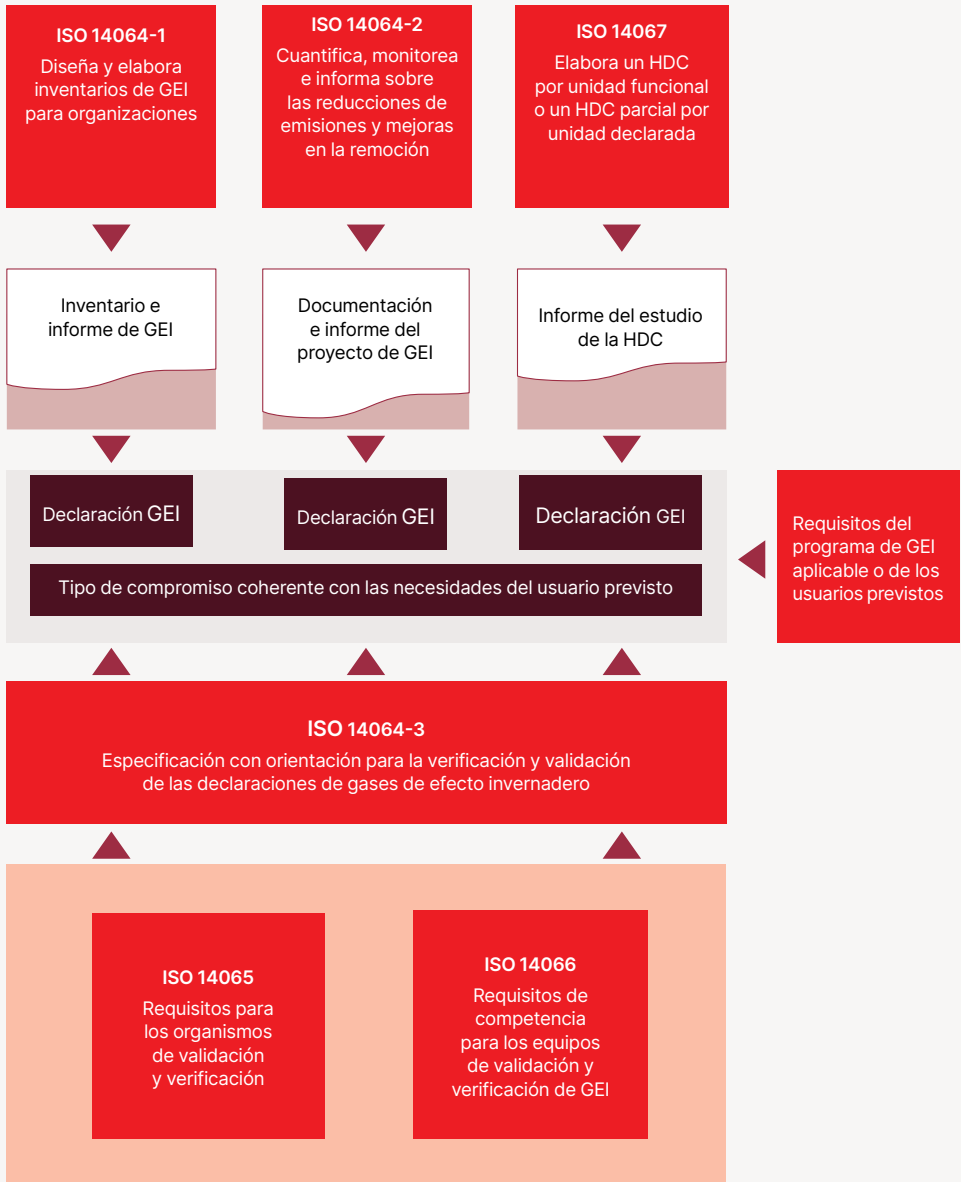 ISO 14064-1
Diseña y elabora
inventarios de GEI
para organizaciones
ISO 14064-2
Cuantifica, monitorea
e informa sobre
las reducciones de
emisiones y mejoras
en la remoción
ISO 14067
Elabora un HDC
por unidad funcional
o un HDC parcial por
unidad declarada
Inventario e
informe de GEI
Documentación
e informe del
proyecto de GEI
Informe del estudio
de la HDC
Declaración GEI
Declaración GEI
Declaración GEI
Tipo de compromiso coherente con las necesidades del usuario previsto
Requisitos del
programa de GEI
aplicable o de los
usuarios previstos
ISO 14064-3
Especificación con orientación para la verificación y validación
de las declaraciones de gases de efecto invernadero
ISO 14065
Requisitos para
los organismos
de validación
y verificación
ISO 14066
Requisitos de
competencia
para los equipos
de validación y
verificación de GEI